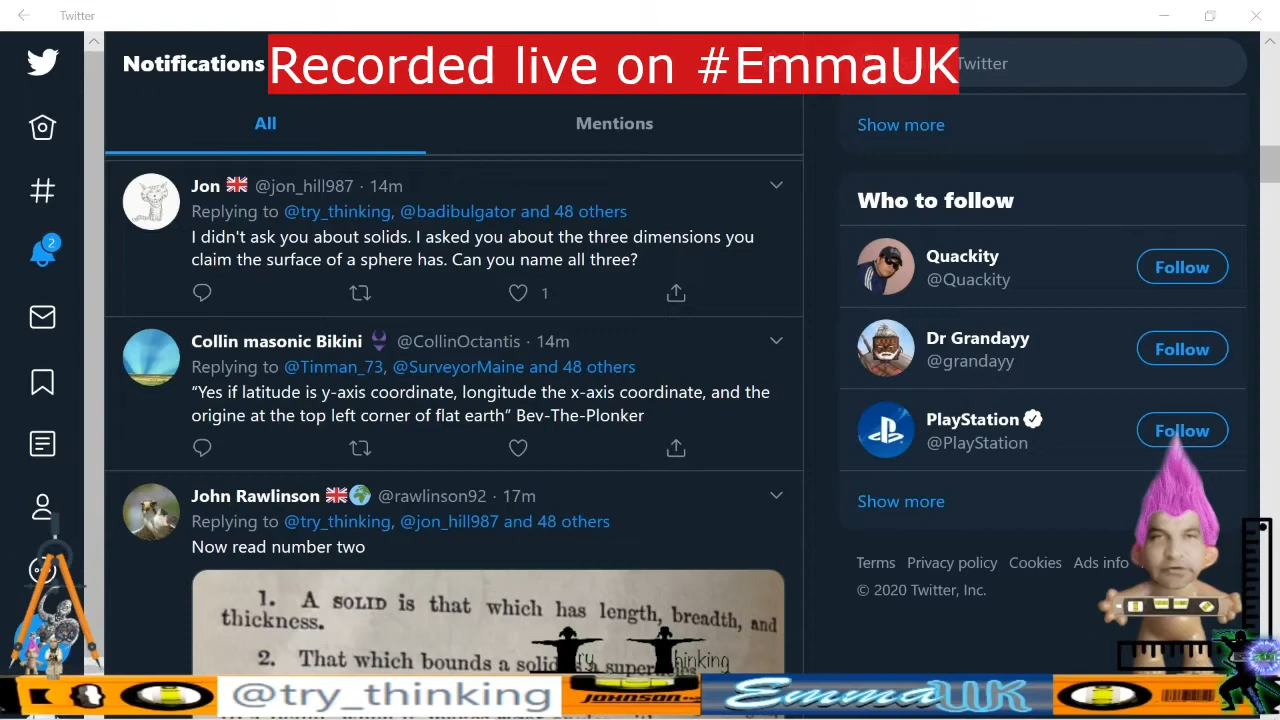 Twitter
Recorded live on #EmmaUK
Notifications
Twitter
All
Mentions
Show more
Jon @jon_hill987 · 14m
Replying to @try_thinking, @badibulgator and 48 others
I didn't ask you about solids. I asked you about the three dimensions you
claim the surface of a sphere has. Can you name all three?
1
Collin masonic Bikini @CollinOctantis · 14m
Replying to @Tinman_73, @SurveyorMaine and 48 others
“Yes if latitude is y-axis coordinate, longitude the x-axis coordinate, and the
origine at the top left corner of flat earth” Bev-The-Plonker
John Rawlinson @rawlinson92 · 17m
Replying to @try_thinking, @jon_hill987 and 48 others
Now read number two
1. A SOLID is that which has length, breadth, and
thickness.
2. That which bounds a solid
Thinking
2
Who to follow
Quackity
@Quackity
Follow
Dr Grandayy
@grandayy
Follow
PlayStation
@PlayStation
Follow
Show more
Terms Privacy policy Cookies Ads info
© 2020 Twitter, Inc.
@try_thinking
JOHNSON
EmmaUK